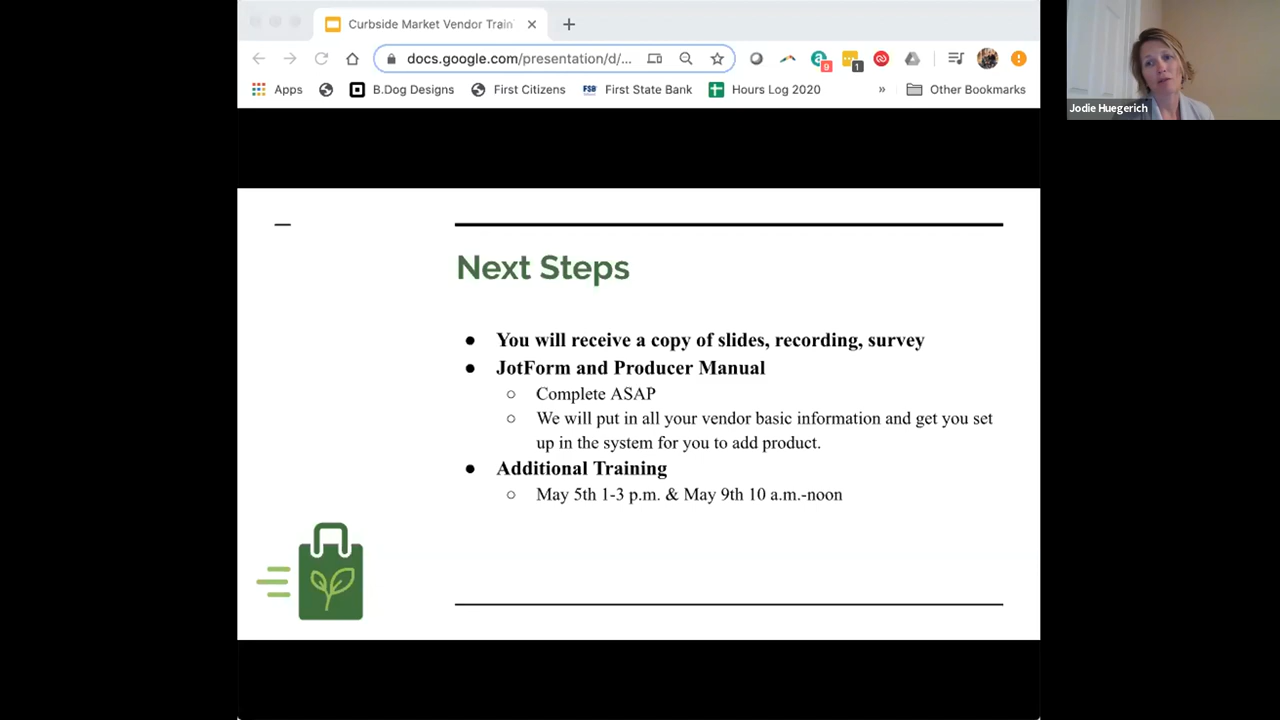 Curbside Market Vendor Train
docs.google.com/presentation/d/...
9
1
Apps
B.Dog Designs
First Citizens
FSB
First State Bank
Hours Log 2020
»
Other Bookmarks
Jodie Huegerich
Next Steps
● You will receive a copy of slides, recording, survey
● JotForm and Producer Manual
○ Complete ASAP
○ We will put in all your vendor basic information and get you set
up in the system for you to add product.
● Additional Training
○ May 5th 1-3 p.m. & May 9th 10 a.m.-noon